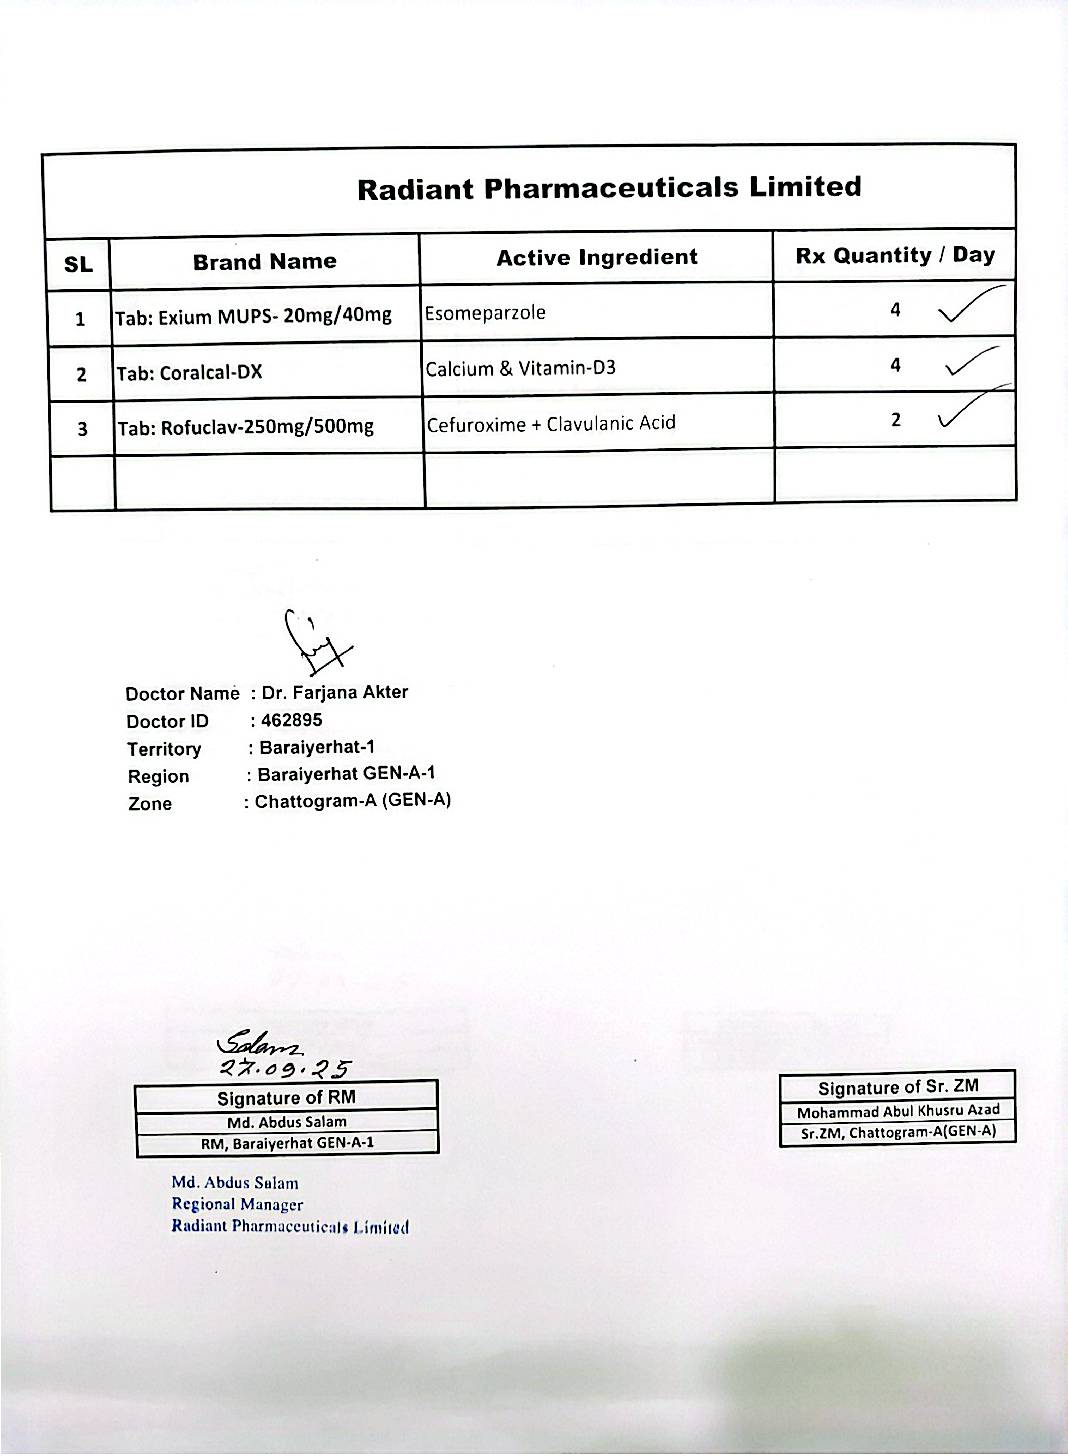 Radiant Pharmaceuticals Limited
SL Brand Name Active Ingredient Rx Quantity / Day
1 Tab: Exium MUPS- 20mg/40mg Esomeparzole 4
2 Tab: Coralcal-DX Calcium & Vitamin-D3 4
3 Tab: Rofuclav-250mg/500mg Cefuroxime + Clavulanic Acid 2
Doctor Name : Dr. Farjana Akter
Doctor ID : 462895
Territory : Baraiyerhat-1
Region : Baraiyerhat GEN-A-1
Zone : Chattogram-A (GEN-A)
Salam
27.09.25
Signature of RM
Md. Abdus Salam
RM, Baraiyerhat GEN-A-1
Md. Abdus Salam
Regional Manager
Radiant Pharmaceuticals Limited
Signature of Sr. ZM
Mohammad Abul Khusru Azad
Sr.ZM, Chattogram-A(GEN-A)